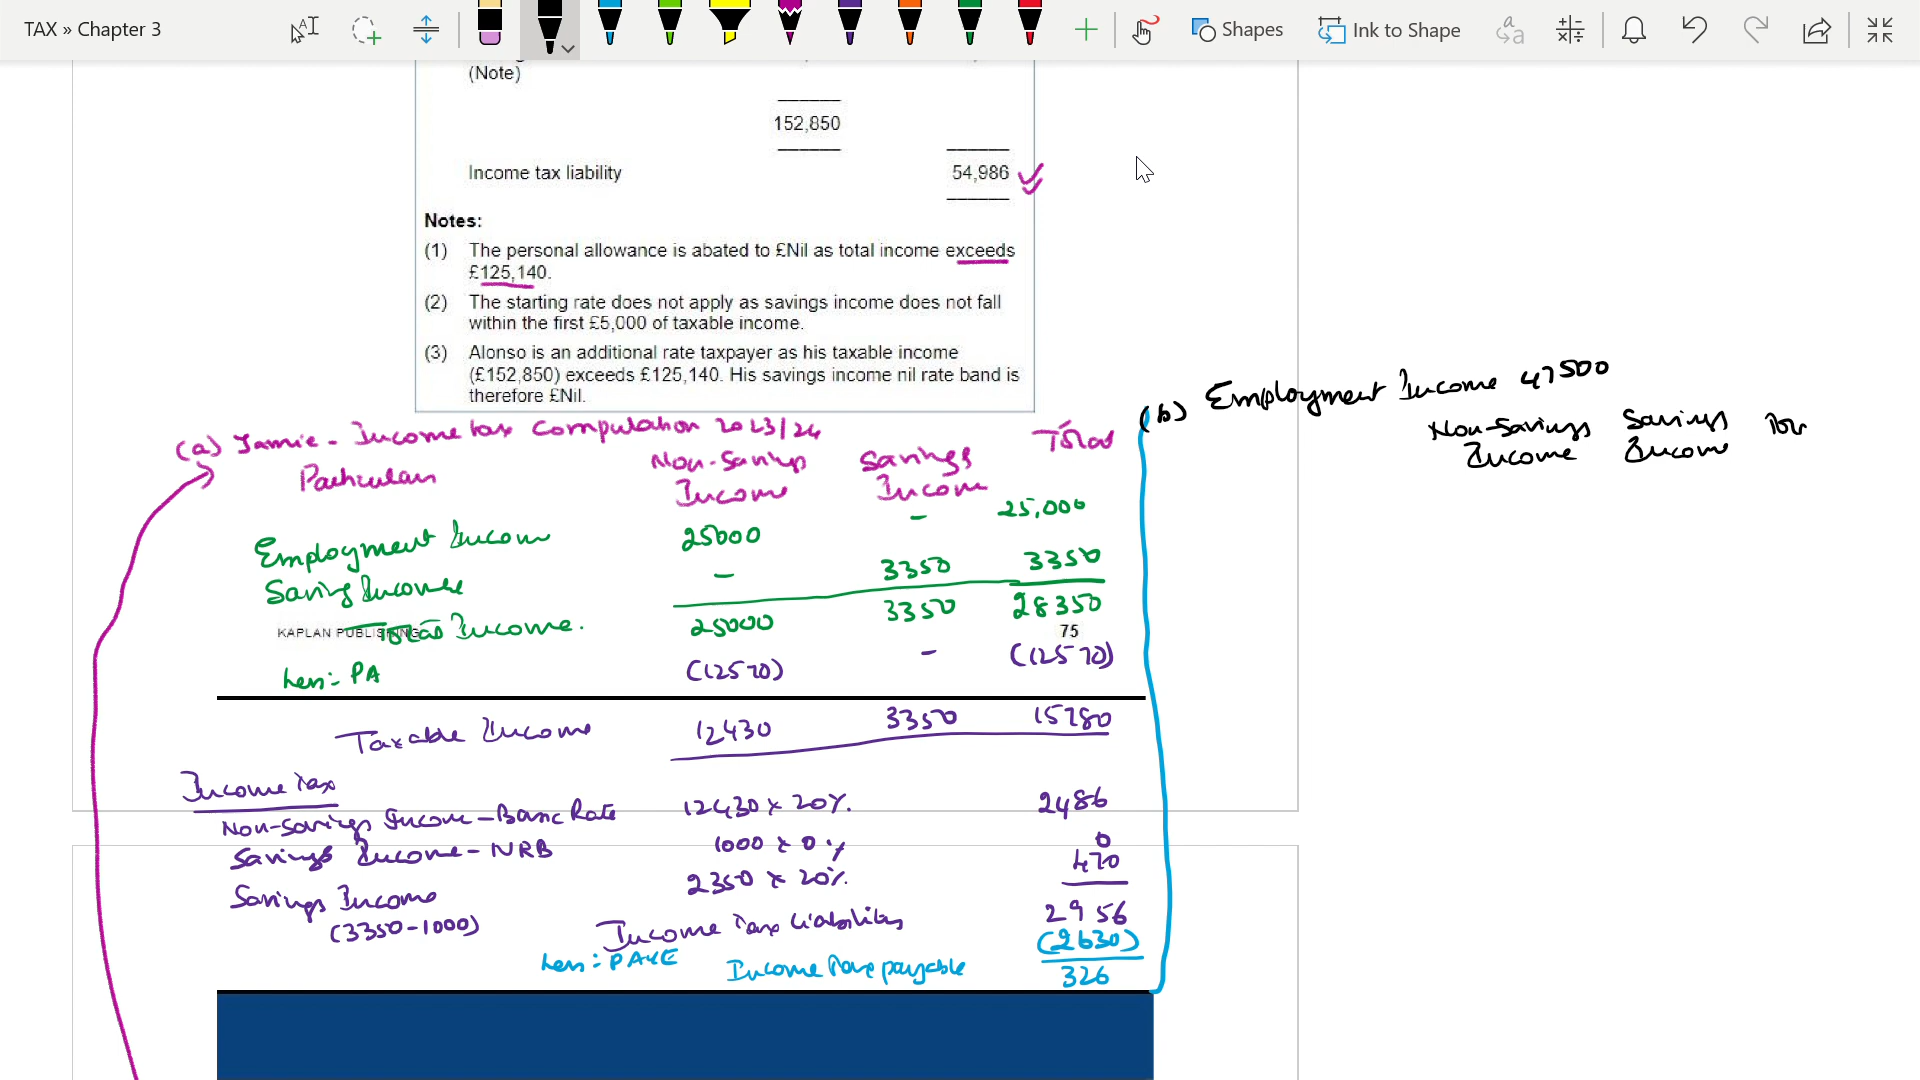 TAX » Chapter 3
Shapes
Ink to Shape
(Note)
152,850
Income tax liability 54,986
Notes:
(1) The personal allowance is abated to £Nil as total income exceeds
£125,140.
(2) The starting rate does not apply as savings income does not fall
within the first £5,000 of taxable income.
(3) Alonso is an additional rate taxpayer as his taxable income
(£152,850) exceeds £125,140. His savings income nil rate band is
therefore £Nil.
(a) Jamie - Income tax Computation 2023/24
Particulars Non-Saving Savings Total
Income Income
Employment Income 25000 - 25,000
Saving Income - 3350 3350
Total Income. 25000 3350 28350
KAPLAN PUBLISHING 75
Less:- PA (12570) - (12570)
Taxable Income 12430 3350 15780
Income Tax
Non-Savings Income - Basic Rate 12430 x 20%. 2486
Savings Income - NRB 1000 x 0% 0
Savings Income 2350 x 20%. 470
(3350-1000)
Income Tax Liability 2956
Less: PAYE (2630)
Income Tax payable 326
(b) Employment Income 47500
Non-Savings Savings
Income Income